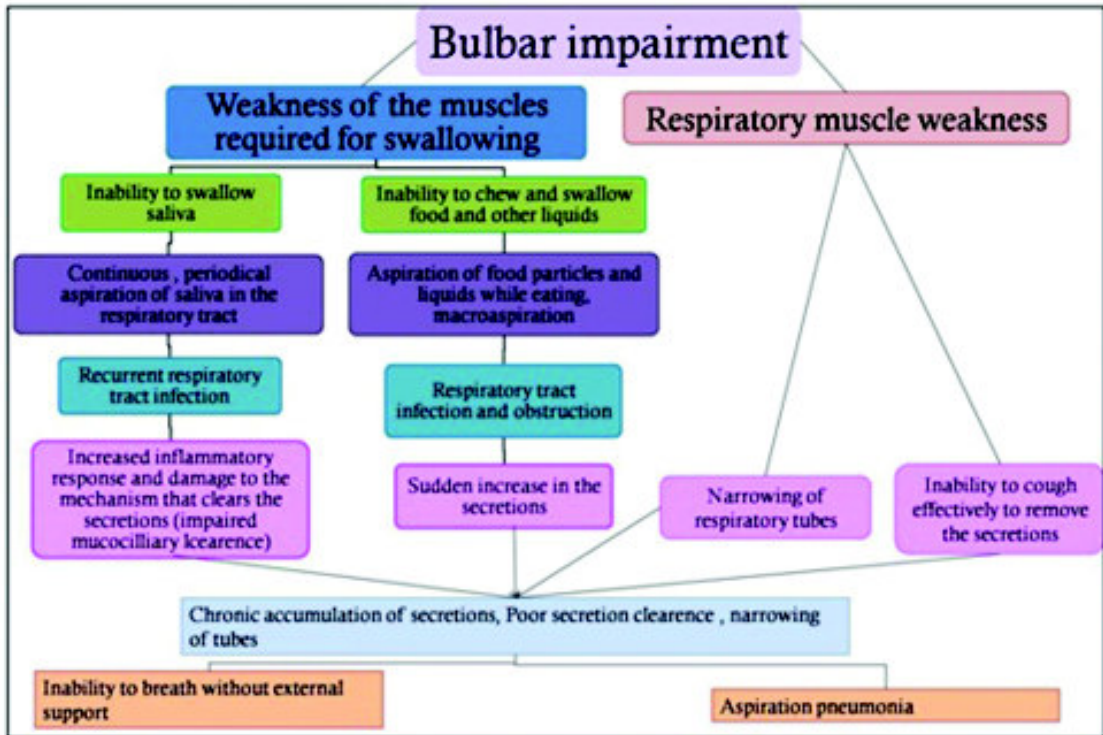 Bulbar impairment
Weakness of the muscles
required for swallowing
Respiratory muscle weakness
Inability to swallow
saliva
Inability to chew and swallow
food and other liquids
Continuous , periodical
aspiration of saliva in the
respiratory tract
Aspiration of food particles and
liquids while eating,
macroaspiration
Recurrent respiratory
tract infection
Respiratory tract
infection and obstruction
Increased inflammatory
response and damage to the
mechanism that clears the
secretions (impaired
mucocilliary lcearence)
Sudden increase in the
secretions
Narrowing of
respiratory tubes
Inability to cough
effectively to remove
the secretions
Chronic accumulation of secretions, Poor secretion clearence , narrowing
of tubes
Inability to breath without external
support
Aspiration pneumonia